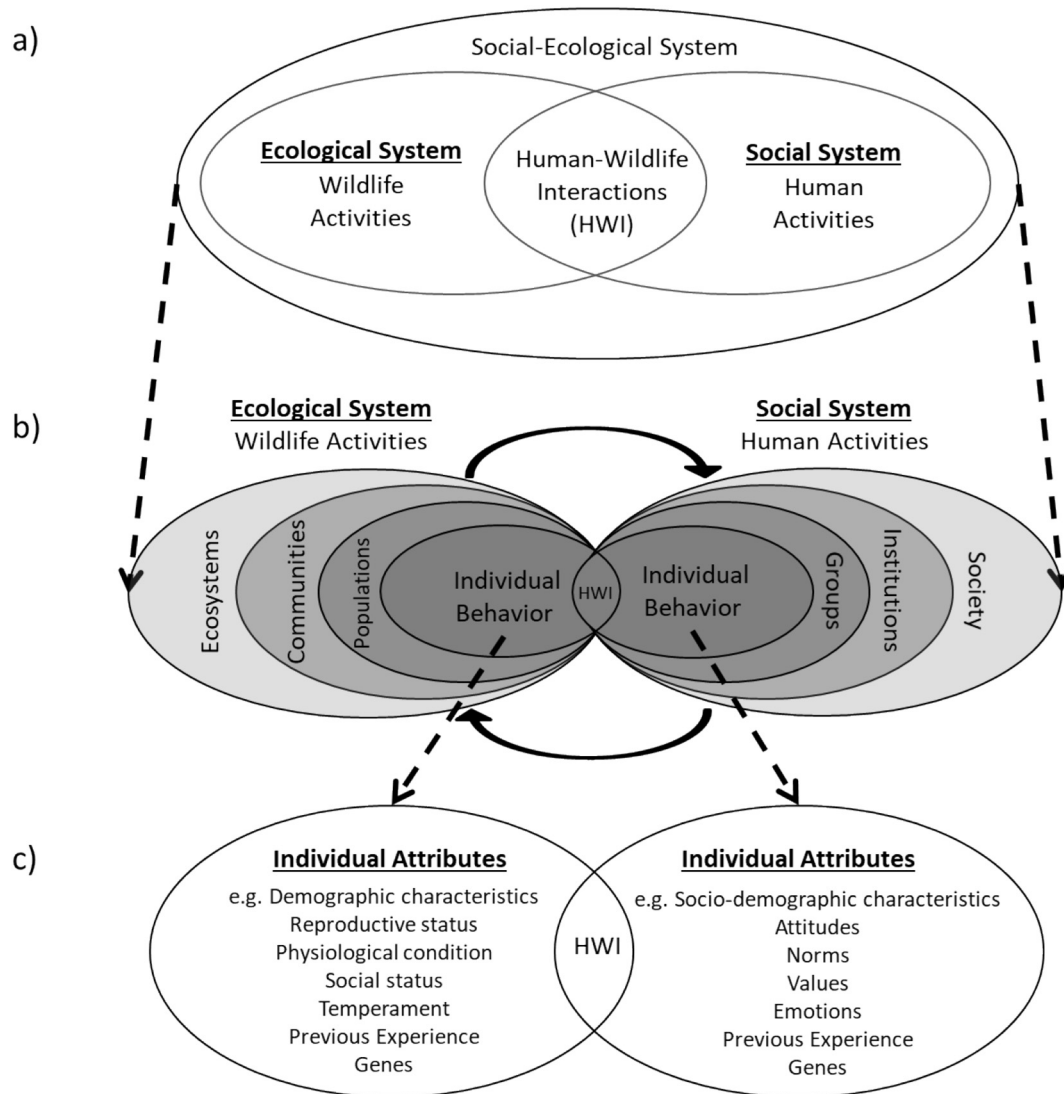 a)
Social-Ecological System
Ecological System
Wildlife
Activities
Human-Wildlife
Interactions
(HWI)
Social System
Human
Activities
b)
Ecological System
Wildlife Activities
Social System
Human Activities
Ecosystems
Communities
Populations
Individual
Behavior
HWI
Individual
Behavior
Groups
Institutions
Society
c)
Individual Attributes
e.g. Demographic characteristics
Reproductive status
Physiological condition
Social status
Temperament
Previous Experience
Genes
HWI
Individual Attributes
e.g. Socio-demographic characteristics
Attitudes
Norms
Values
Emotions
Previous Experience
Genes